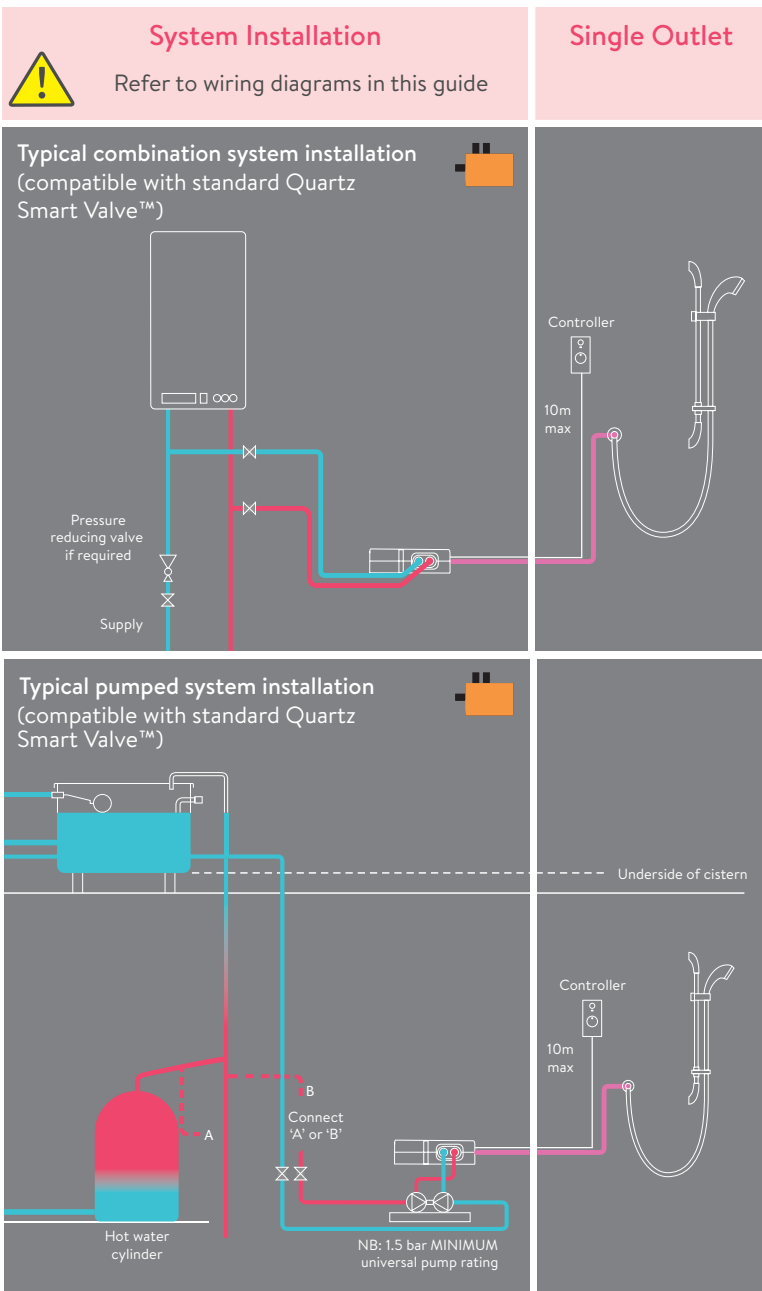 System Installation
Refer to wiring diagrams in this guide
Single Outlet
Typical combination system installation
(compatible with standard Quartz
Smart Valve™)
Controller
10m
max
Pressure
reducing valve
if required
Supply
Typical pumped system installation
(compatible with standard Quartz
Smart Valve™)
Underside of cistern
Controller
10m
max
B
Connect
‘A’ or ‘B’
A
Hot water
cylinder
NB: 1.5 bar MINIMUM
universal pump rating